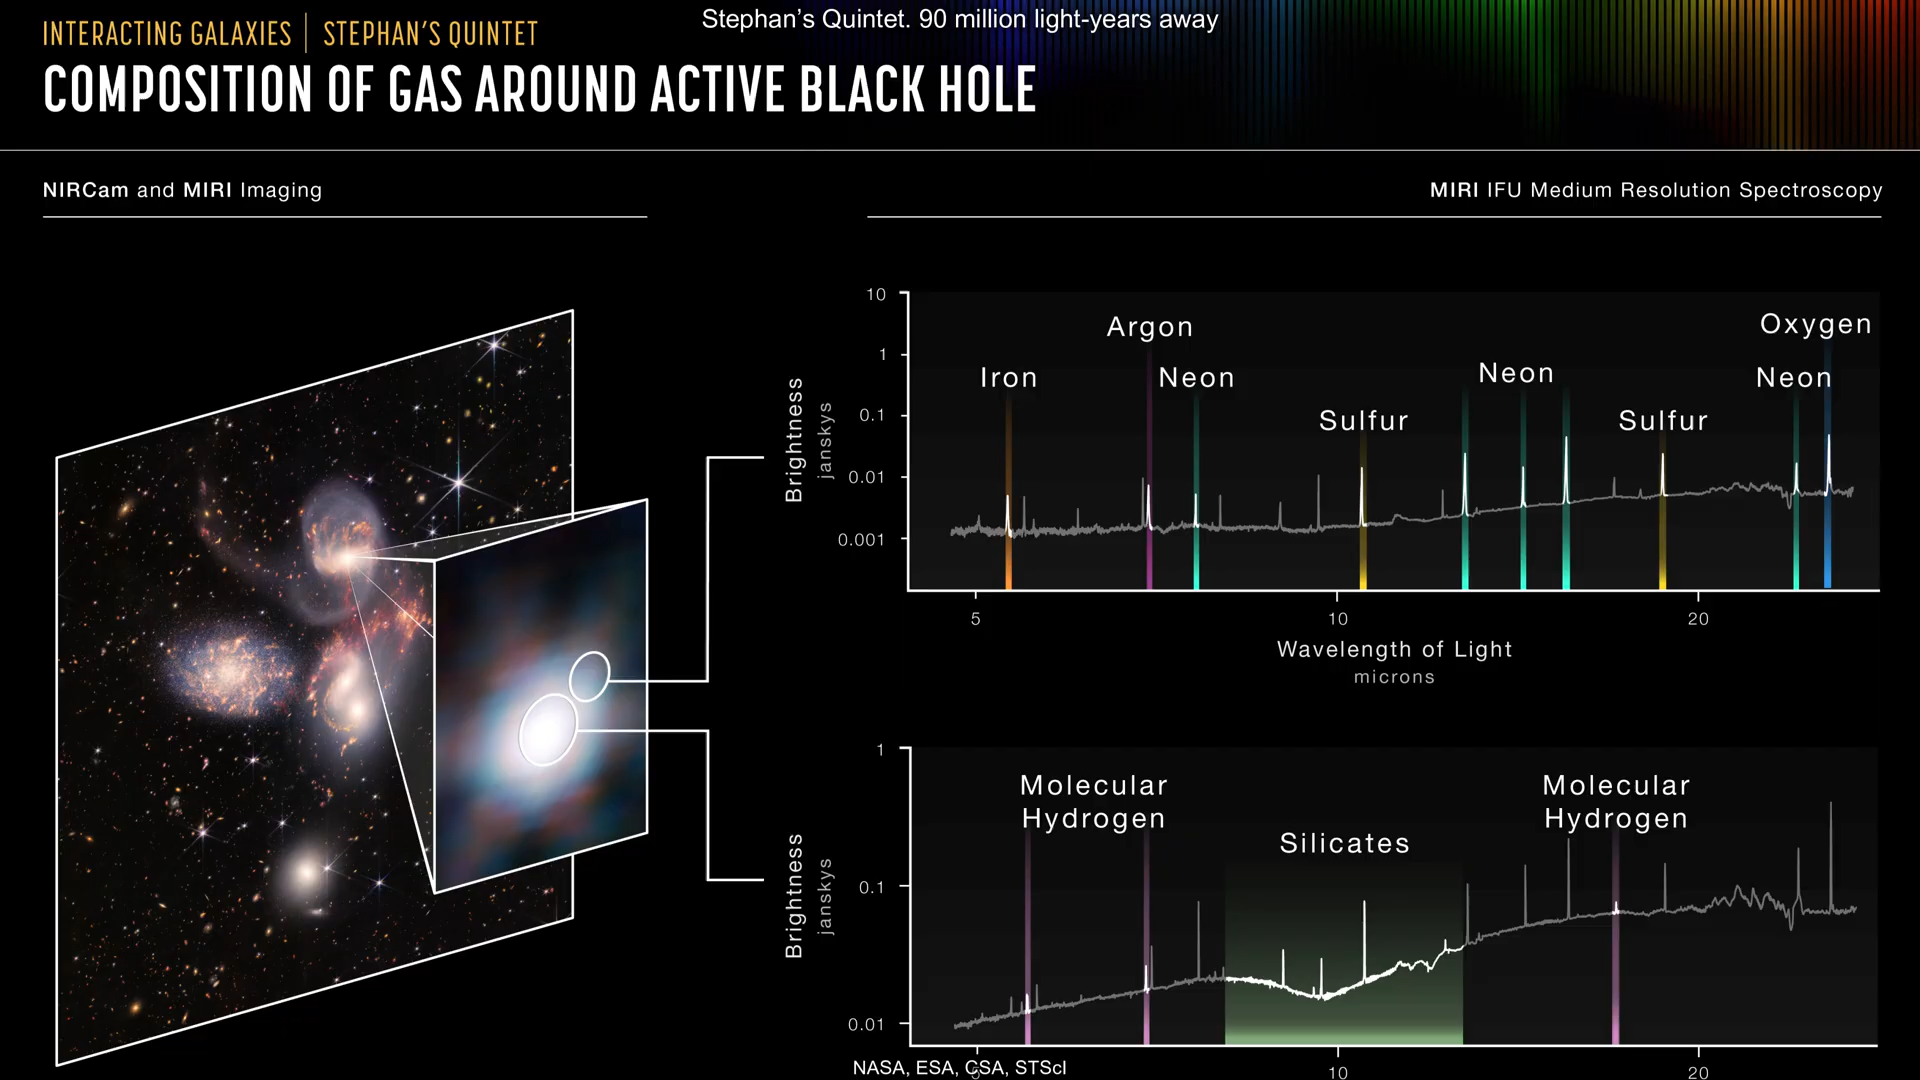 Stephan's Quintet. 90 million light-years away
INTERACTING GALAXIES | STEPHAN'S QUINTET
COMPOSITION OF GAS AROUND ACTIVE BLACK HOLE
NIRCam and MIRI Imaging
MIRI IFU Medium Resolution Spectroscopy
Brightness
janskys
10
1
0.1
0.01
0.001
Argon
Oxygen
Iron
Neon
Neon
Neon
Sulfur
Sulfur
5
10
20
Wavelength of Light
microns
Brightness
janskys
1
0.1
0.01
Molecular
Hydrogen
Silicates
Molecular
Hydrogen
5
10
20
NASA, ESA, CSA, STScI